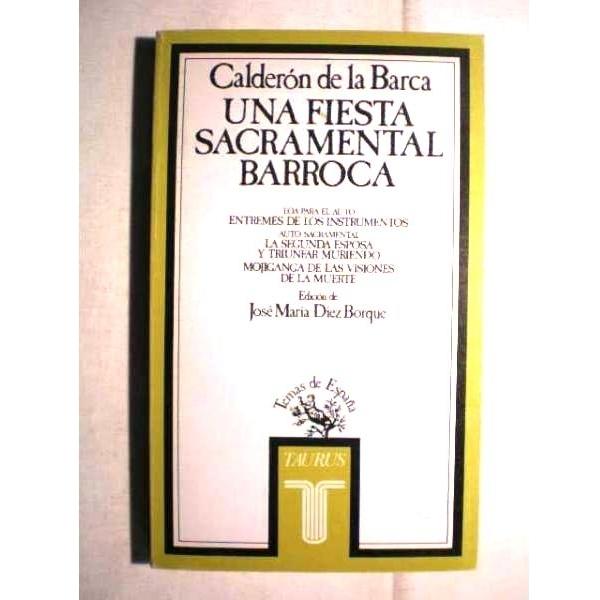 Calderón de la Barca
UNA FIESTA
SACRAMENTAL
BARROCA
LOA PARA EL AUTO
ENTREMES DE LOS INSTRUMENTOS
AUTO SACRAMENTAL
LA SEGUNDA ESPOSA
Y TRIUNFAR MURIENDO
MOJIGANGA DE LAS VISIONES
DE LA MUERTE
Edición de
José María Díez Borque
Temas de España
TAURUS